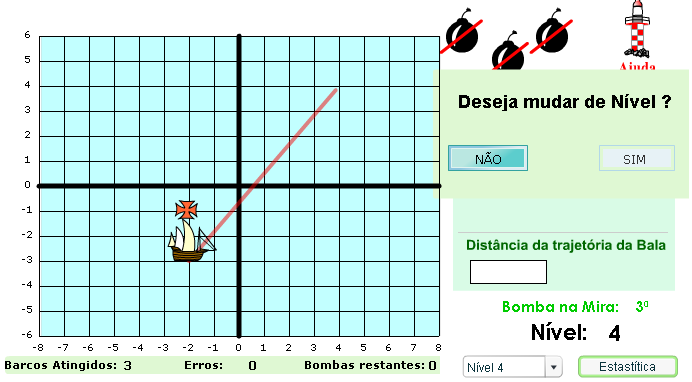 Ajuda
6
5
4
3
2
1
0
-1
-2
-3
-4
-5
-6
-8 -7 -6 -5 -4 -3 -2 -1 0 1 2 3 4 5 6 7 8
Deseja mudar de Nível ?
NÃO SIM
Distância da trajetória da Bala
Bomba na Mira: 3º
Nível: 4
Barcos Atingidos: 3 Erros: 0 Bombas restantes: 0
Nível 4 Estastítica